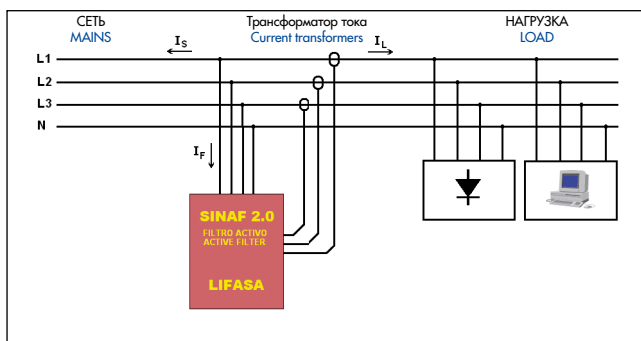 СЕТЬ
MAINS
Трансформатор тока
Current transformers
НАГРУЗКА
LOAD
IS
IL
L1
L2
L3
N
IF
SINAF 2.0
FILTRO ACTIVO
ACTIVE FILTER
LIFASA